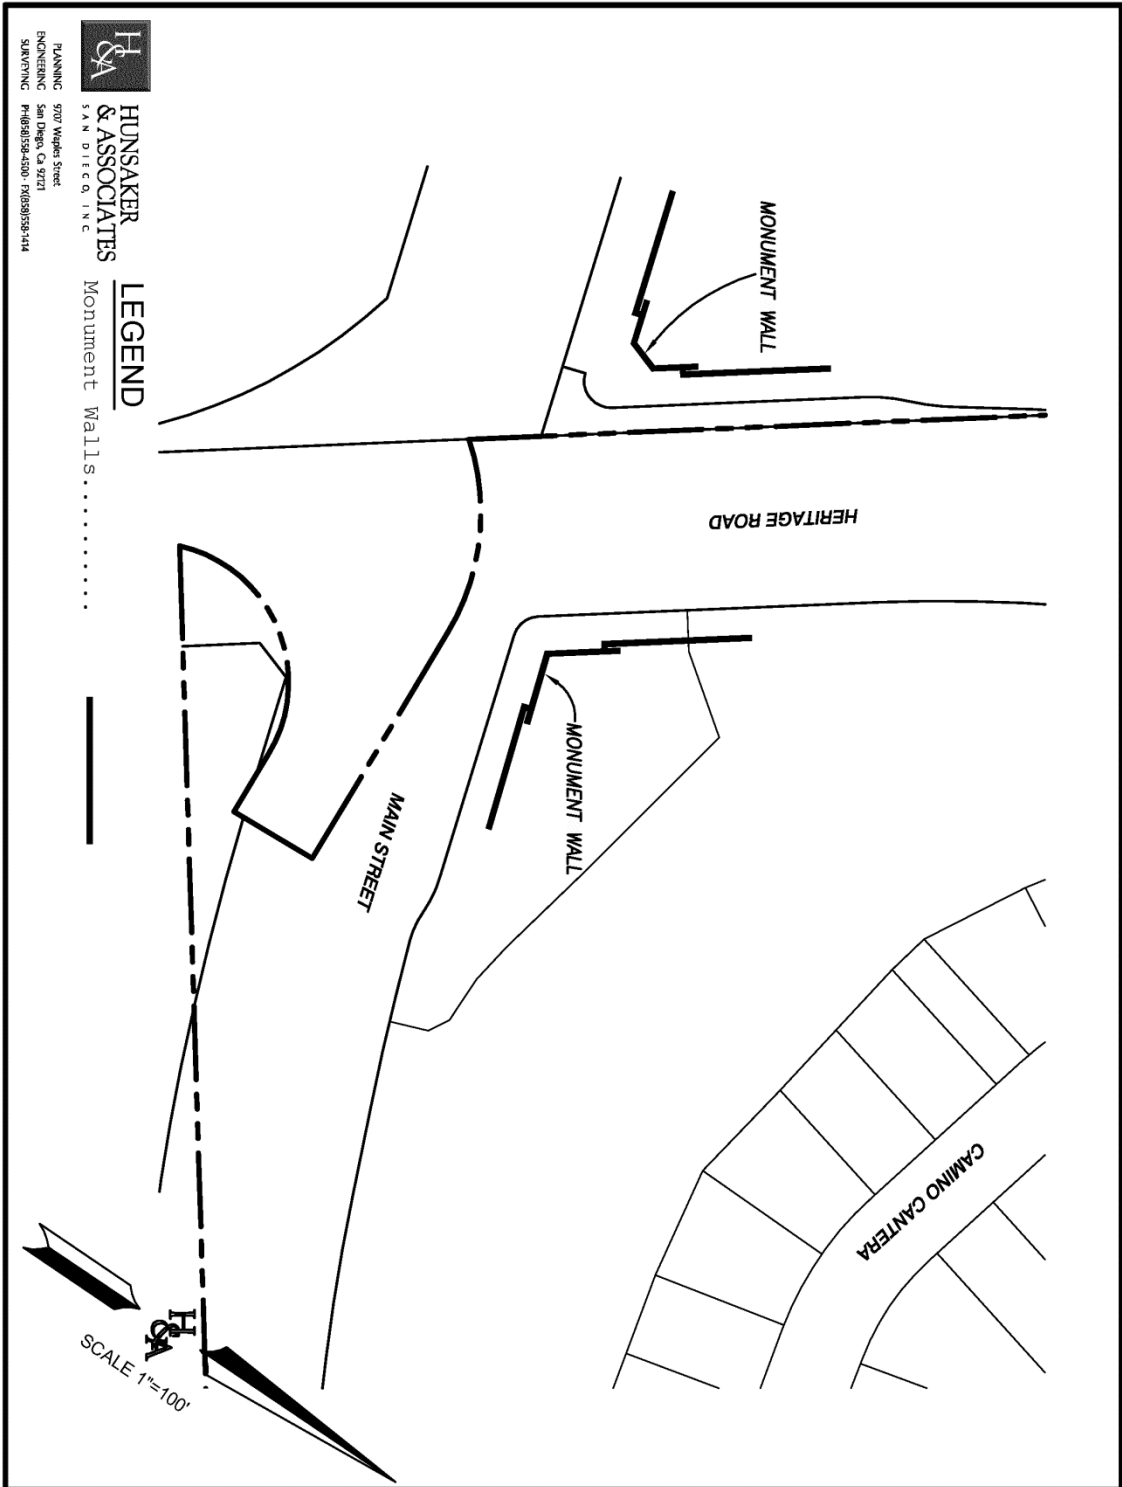 MONUMENT WALL
HERITAGE ROAD
MONUMENT WALL
MAIN STREET
CAMINO CANTERA
H&A
HUNSAKER
& ASSOCIATES
SAN DIEGO, INC.
PLANNING 9707 Waples Street
ENGINEERING San Diego, Ca 92121
SURVEYING PH(858)558-4500 · FX(858)558-1414
LEGEND
Monument Walls..........
H&A
SCALE 1"=100'